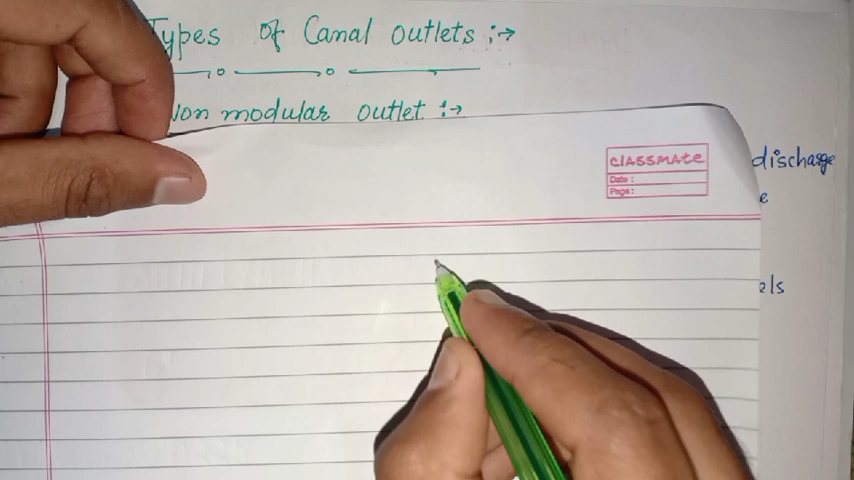 Types of Canal outlets :→
Non modular outlet :→
CLASSMATE
Date :
Page :
discharge
e
els